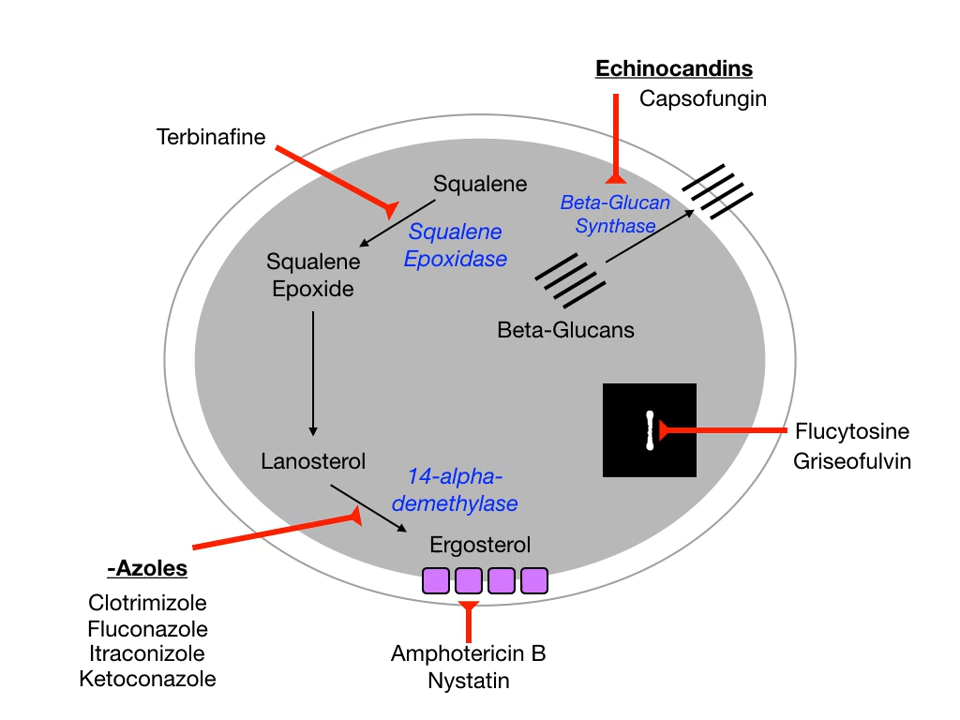 Echinocandins
Capsofungin
Terbinafine
Squalene
Beta-Glucan
Synthase
Squalene
Epoxidase
Squalene
Epoxide
Beta-Glucans
Flucytosine
Griseofulvin
Lanosterol
14-alpha-
demethylase
Ergosterol
-Azoles
Clotrimizole
Fluconazole
Itraconizole
Ketoconazole
Amphotericin B
Nystatin